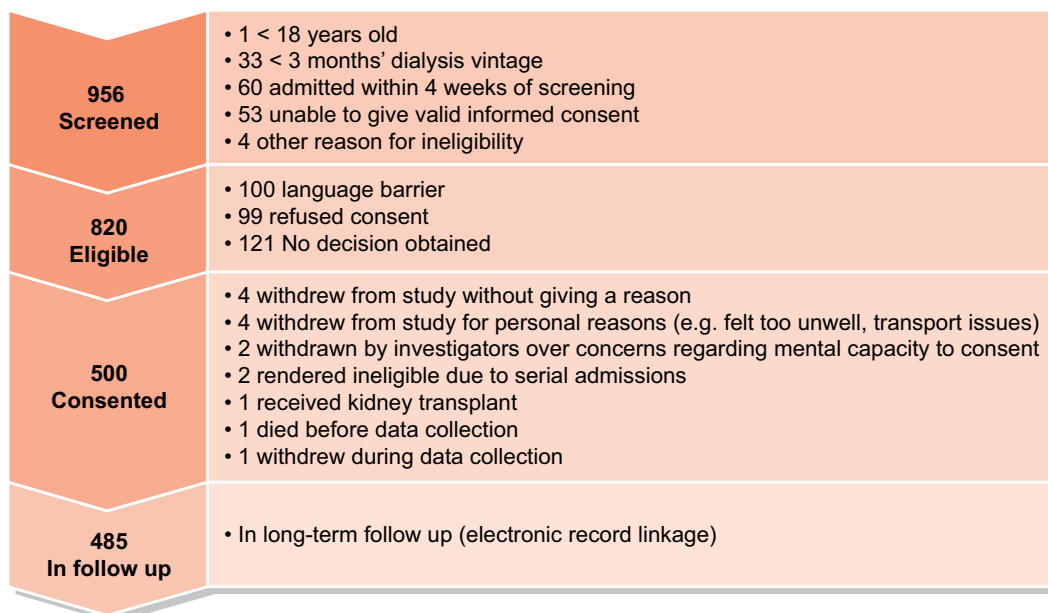 956
Screened
• 1 < 18 years old
• 33 < 3 months’ dialysis vintage
• 60 admitted within 4 weeks of screening
• 53 unable to give valid informed consent
• 4 other reason for ineligibility
820
Eligible
• 100 language barrier
• 99 refused consent
• 121 No decision obtained
500
Consented
• 4 withdrew from study without giving a reason
• 4 withdrew from study for personal reasons (e.g. felt too unwell, transport issues)
• 2 withdrawn by investigators over concerns regarding mental capacity to consent
• 2 rendered ineligible due to serial admissions
• 1 received kidney transplant
• 1 died before data collection
• 1 withdrew during data collection
485
In follow up
• In long-term follow up (electronic record linkage)